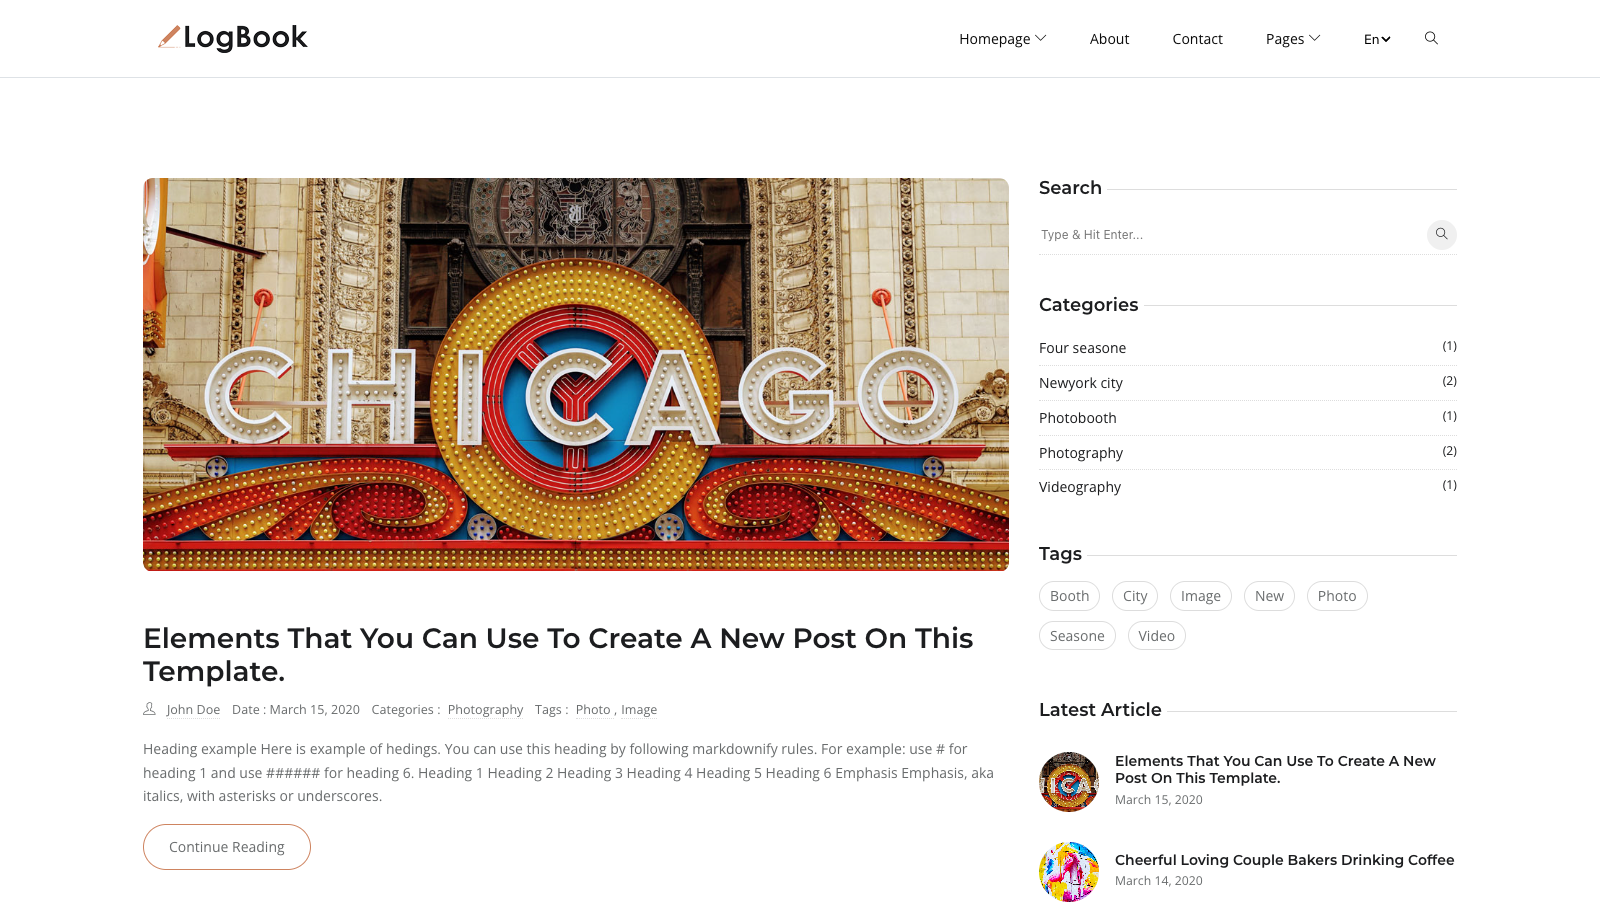 LogBook
Homepage
About
Contact
Pages
En
CHICAGO
Elements That You Can Use To Create A New Post On This
Template.
John Doe Date : March 15, 2020 Categories : Photography Tags : Photo , Image
Heading example Here is example of hedings. You can use this heading by following markdownify rules. For example: use # for
heading 1 and use ###### for heading 6. Heading 1 Heading 2 Heading 3 Heading 4 Heading 5 Heading 6 Emphasis Emphasis, aka
italics, with asterisks or underscores.
Continue Reading
Search
Type & Hit Enter...
Categories
Four seasone (1)
Newyork city (2)
Photobooth (1)
Photography (2)
Videography (1)
Tags
Booth City Image New Photo
Seasone Video
Latest Article
HICAG
Elements That You Can Use To Create A New
Post On This Template.
March 15, 2020
Cheerful Loving Couple Bakers Drinking Coffee
March 14, 2020